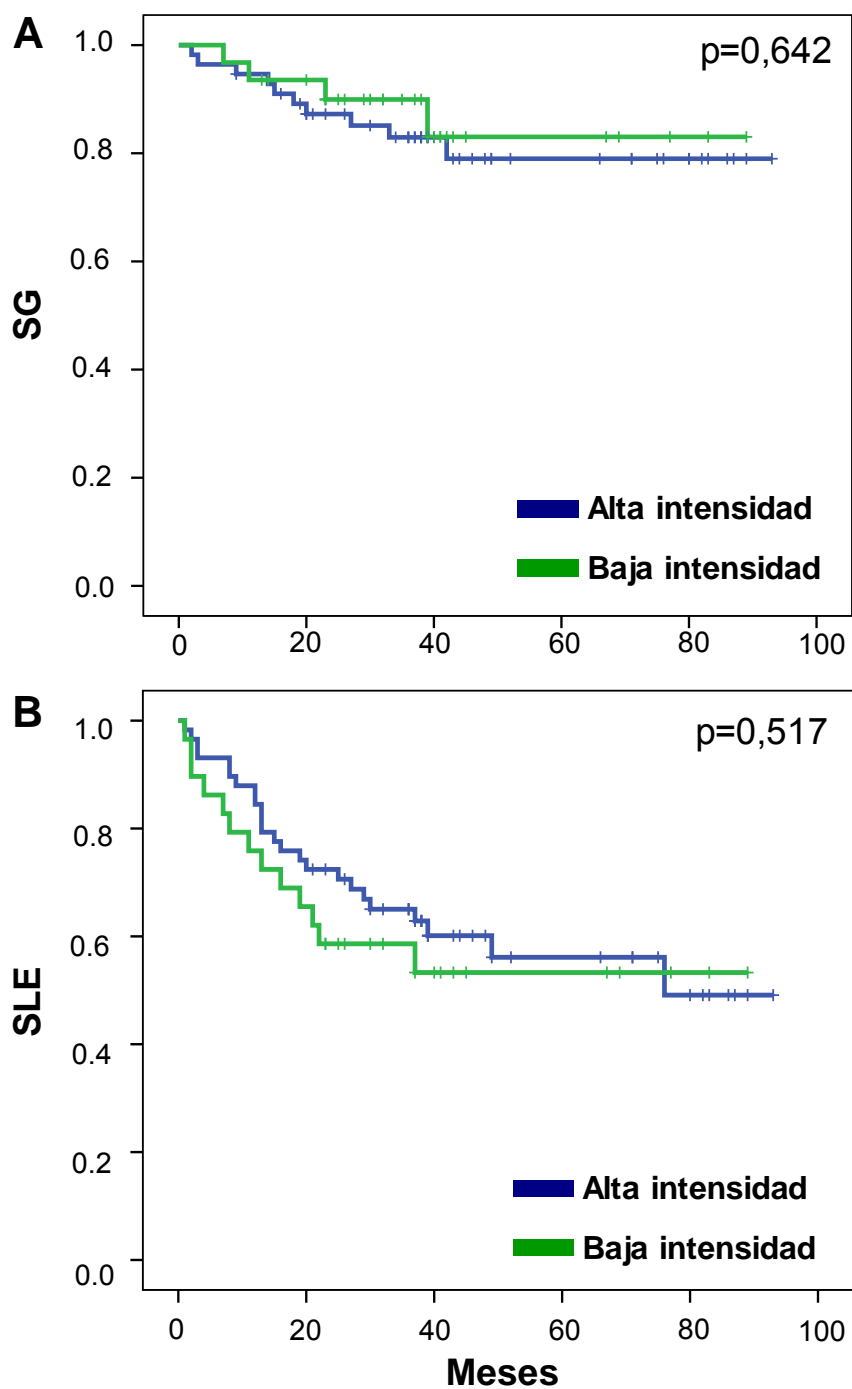 A
p=0,642
SG
1.0
0.8
0.6
0.4
0.2
0.0
Alta intensidad
Baja intensidad
0 20 40 60 80 100
B
p=0,517
SLE
1.0
0.8
0.6
0.4
0.2
0.0
Alta intensidad
Baja intensidad
0 20 40 60 80 100
Meses